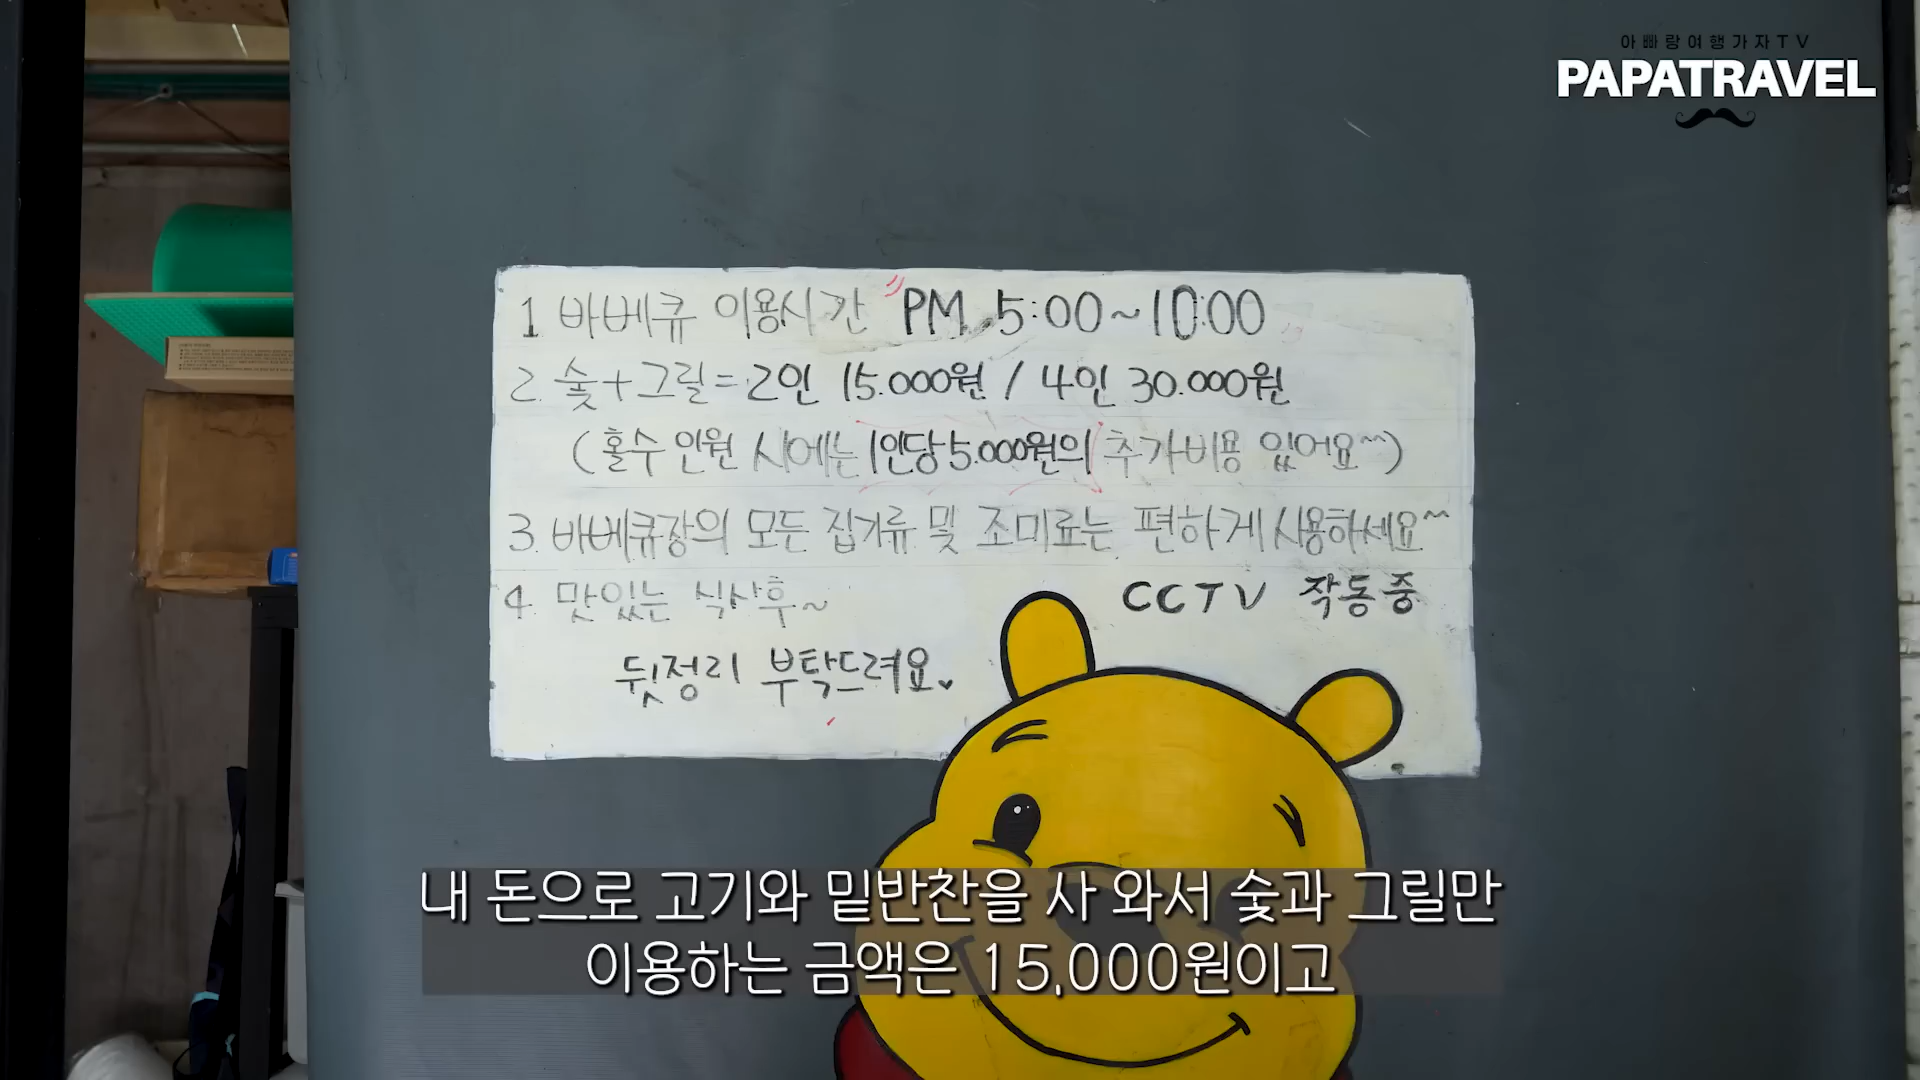 아빠랑여행가자TV
PAPATRAVEL
1 바베큐 이용시간 "PM 5:00~10:00
2. 숯+그릴=2인 15.000원 / 4인 30.000원
(홀수인원 시에는 1인당 5.000원의 추가비용 있어요~)
3. 바베큐장의 모든 집기류 및 조미료는 편하게 사용하세요~
4. 맛있는 식사후~
CCTV 작동중
뒷정리 부탁드려요
내 돈으로 고기와 밑반찬을 사 와서 숯과 그릴만
이용하는 금액은 15,000원이고